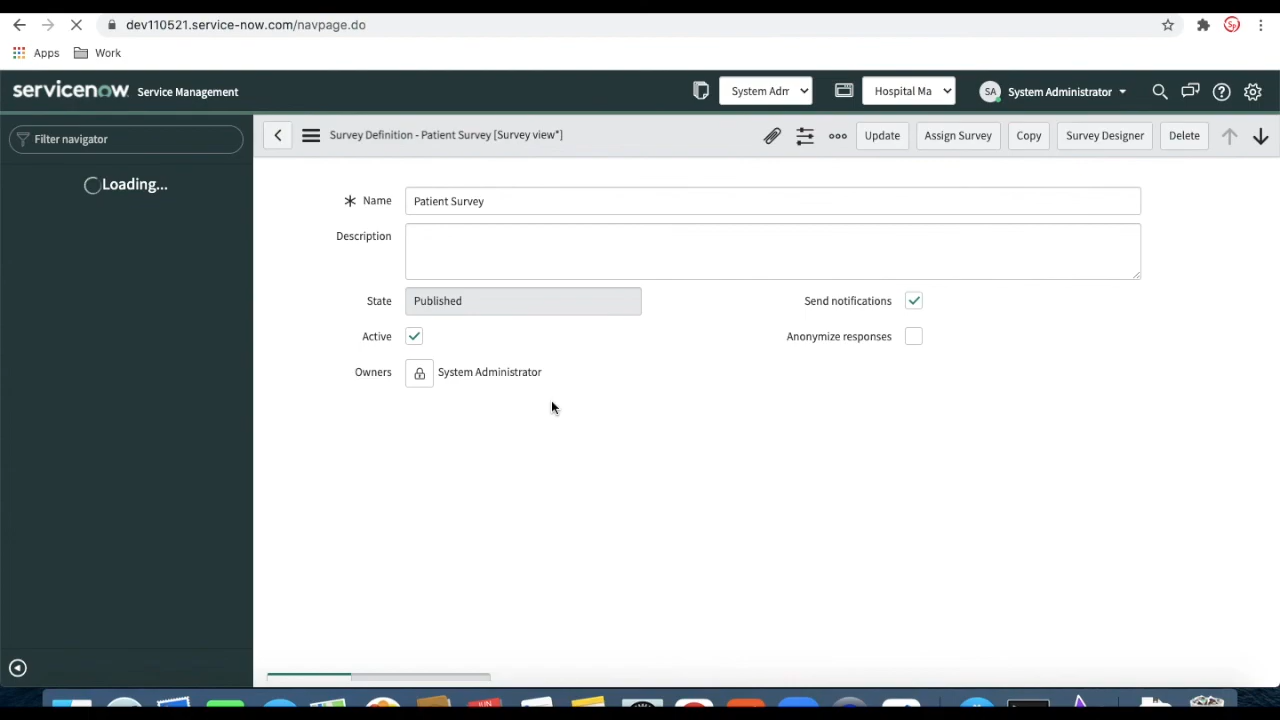 dev110521.service-now.com/navpage.do
Apps Work
servicenow Service Management System Adr Hospital Ma SA System Administrator
Filter navigator Survey Definition - Patient Survey [Survey view*] Update Assign Survey Copy Survey Designer Delete
Loading...
Name Patient Survey
Description
State Published Send notifications
Active Anonymize responses
Owners System Administrator
JUN